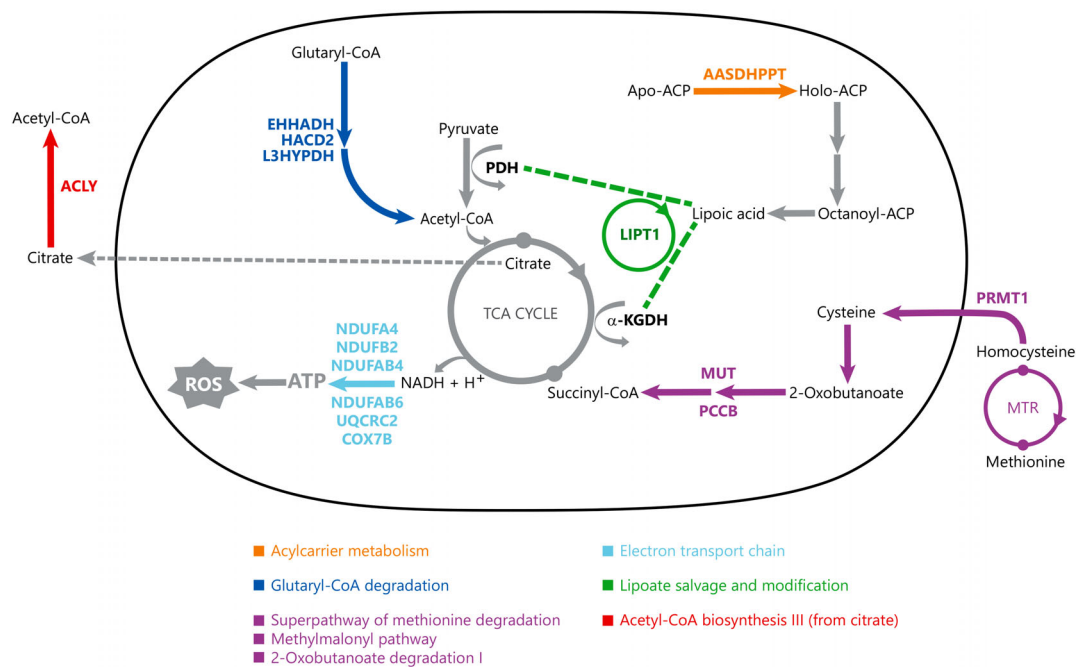 Glutaryl-CoA
EHHADH
HACD2
L3HYPDH
Acetyl-CoA
ACLY
Citrate
Pyruvate
PDH
Acetyl-CoA
Citrate
TCA CYCLE
α-KGDH
LIPT1
AASDHPPT
Apo-ACP
Holo-ACP
Lipoic acid
Octanoyl-ACP
PRMT1
Cysteine
Homocysteine
MTR
Methionine
MUT
PCCB
2-Oxobutanoate
Succinyl-CoA
NADH + H+
NDUFA4
NDUFB2
NDUFAB4
NDUFAB6
UQCRC2
COX7B
ATP
ROS
Acylcarrier metabolism
Glutaryl-CoA degradation
Superpathway of methionine degradation
Methylmalonyl pathway
2-Oxobutanoate degradation I
Electron transport chain
Lipoate salvage and modification
Acetyl-CoA biosynthesis III (from citrate)